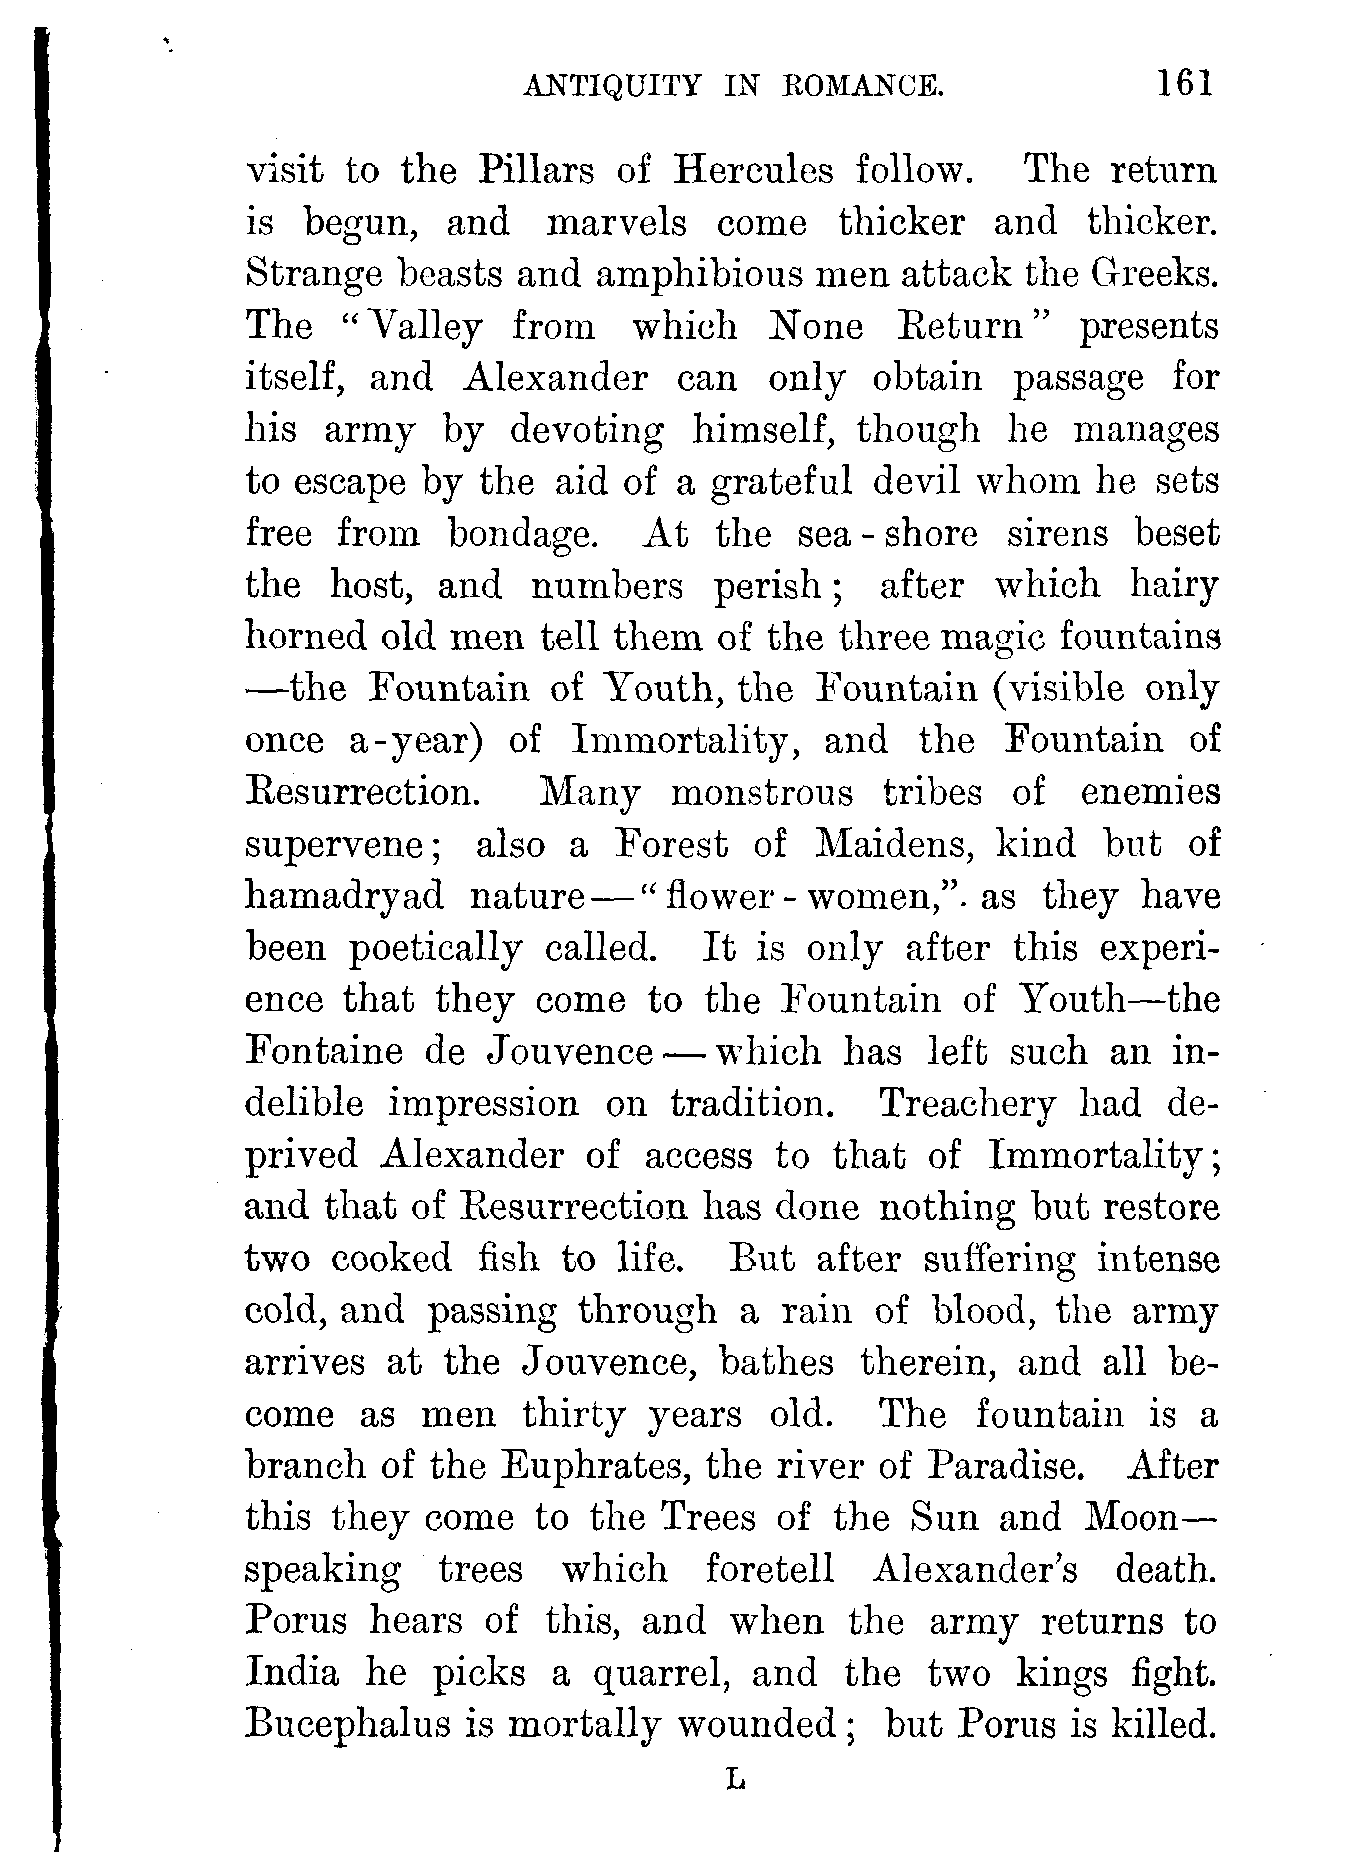 ANTIQUITY IN ROMANCE. 161
visit to the Pillars of Hercules follow. The return
is begun, and marvels come thicker and thicker.
Strange beasts and amphibious men attack the Greeks.
The “Valley from which None Return” presents
itself, and Alexander can only obtain passage for
his army by devoting himself, though he manages
to escape by the aid of a grateful devil whom he sets
free from bondage. At the sea-shore sirens beset
the host, and numbers perish; after which hairy
horned old men tell them of the three magic fountains
—the Fountain of Youth, the Fountain (visible only
once a-year) of Immortality, and the Fountain of
Resurrection. Many monstrous tribes of enemies
supervene; also a Forest of Maidens, kind but of
hamadryad nature—“flower-women,” as they have
been poetically called. It is only after this experi-
ence that they come to the Fountain of Youth—the
Fontaine de Jouvence—which has left such an in-
delible impression on tradition. Treachery had de-
prived Alexander of access to that of Immortality;
and that of Resurrection has done nothing but restore
two cooked fish to life. But after suffering intense
cold, and passing through a rain of blood, the army
arrives at the Jouvence, bathes therein, and all be-
come as men thirty years old. The fountain is a
branch of the Euphrates, the river of Paradise. After
this they come to the Trees of the Sun and Moon—
speaking trees which foretell Alexander's death.
Porus hears of this, and when the army returns to
India he picks a quarrel, and the two kings fight.
Bucephalus is mortally wounded; but Porus is killed.
L